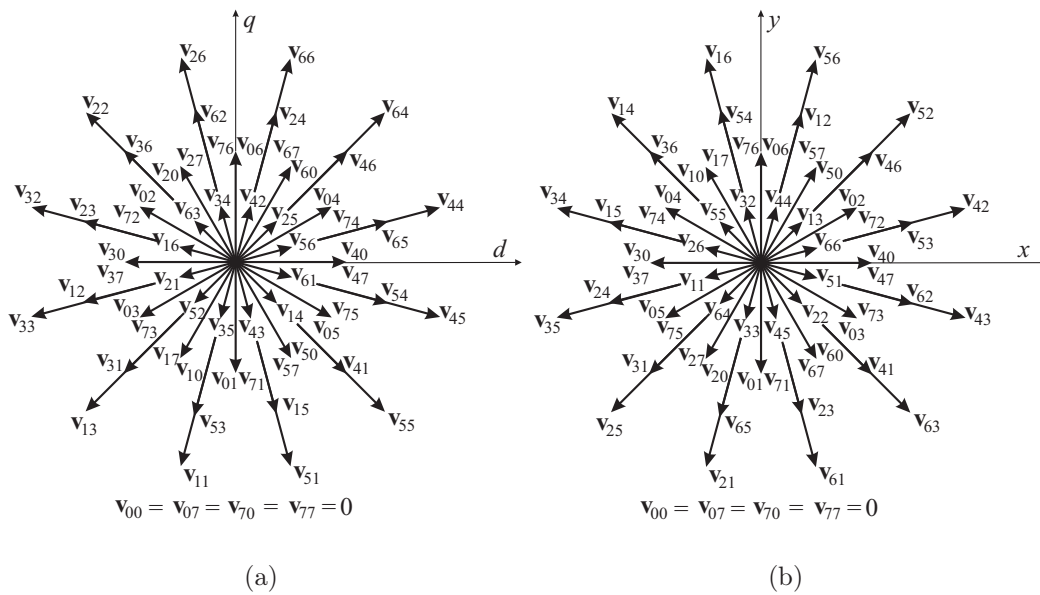 q
y
v₂₆ v₆₆
v₁₆ v₅₆
v₂₂ v₆₂ v₂₄ v₆₄
v₁₄ v₅₄ v₁₂ v₅₂
v₃₆ v₂₇ v₇₆ v₀₆ v₆₇ v₄₆
v₃₆ v₁₇ v₇₆ v₀₆ v₅₇ v₄₆
v₂₀ v₆₀
v₁₀ v₅₀
v₃₂ v₂₃ v₀₂ v₇₂ v₆₃ v₃₄ v₄₂ v₂₅ v₀₄ v₇₄ v₄₄
v₃₄ v₁₅ v₀₄ v₇₄ v₅₅ v₃₂ v₄₄ v₁₃ v₀₂ v₇₂ v₄₂
v₃₀ v₁₆ v₅₆ v₄₀ v₆₅ d
v₃₀ v₂₆ v₆₆ v₄₀ v₅₃ x
v₃₇ v₂₁ v₆₁ v₄₇
v₃₇ v₁₁ v₅₁ v₄₇
v₃₃ v₁₂ v₀₃ v₇₃ v₅₂ v₃₅ v₄₃ v₁₄ v₀₅ v₇₅ v₅₄ v₄₅
v₃₅ v₂₄ v₀₅ v₇₅ v₆₄ v₃₃ v₄₅ v₂₂ v₀₃ v₇₃ v₆₂ v₄₃
v₃₁ v₁₇ v₁₀ v₀₁ v₇₁ v₅₇ v₅₀ v₄₁
v₃₁ v₂₇ v₂₀ v₀₁ v₇₁ v₆₇ v₆₀ v₄₁
v₁₃ v₅₃ v₁₅ v₅₅
v₂₅ v₆₅ v₂₃ v₆₃
v₁₁ v₅₁
v₂₁ v₆₁
v₀₀ = v₀₇ = v₇₀ = v₇₇ = 0
v₀₀ = v₀₇ = v₇₀ = v₇₇ = 0
(a)
(b)